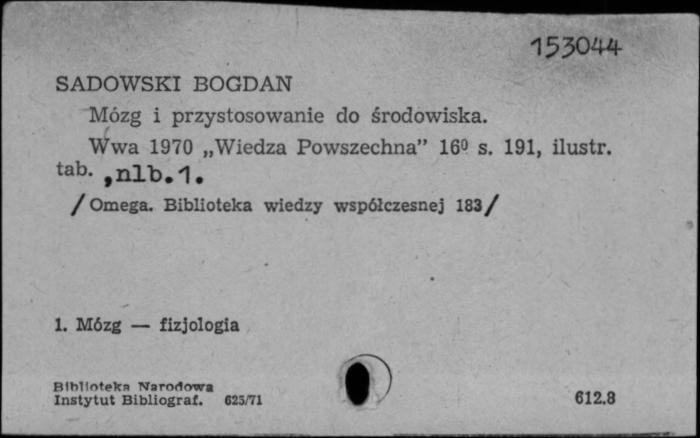 153044
SADOWSKI BOGDAN
Mózg i przystosowanie do środowiska.
Wwa 1970 „Wiedza Powszechna” 16º s. 191, ilustr.
tab. ,nlb.1.
/Omega. Biblioteka wiedzy współczesnej 183/
1. Mózg — fizjologia
Biblioteka Narodowa
Instytut Bibliograf. 625/71
612.8